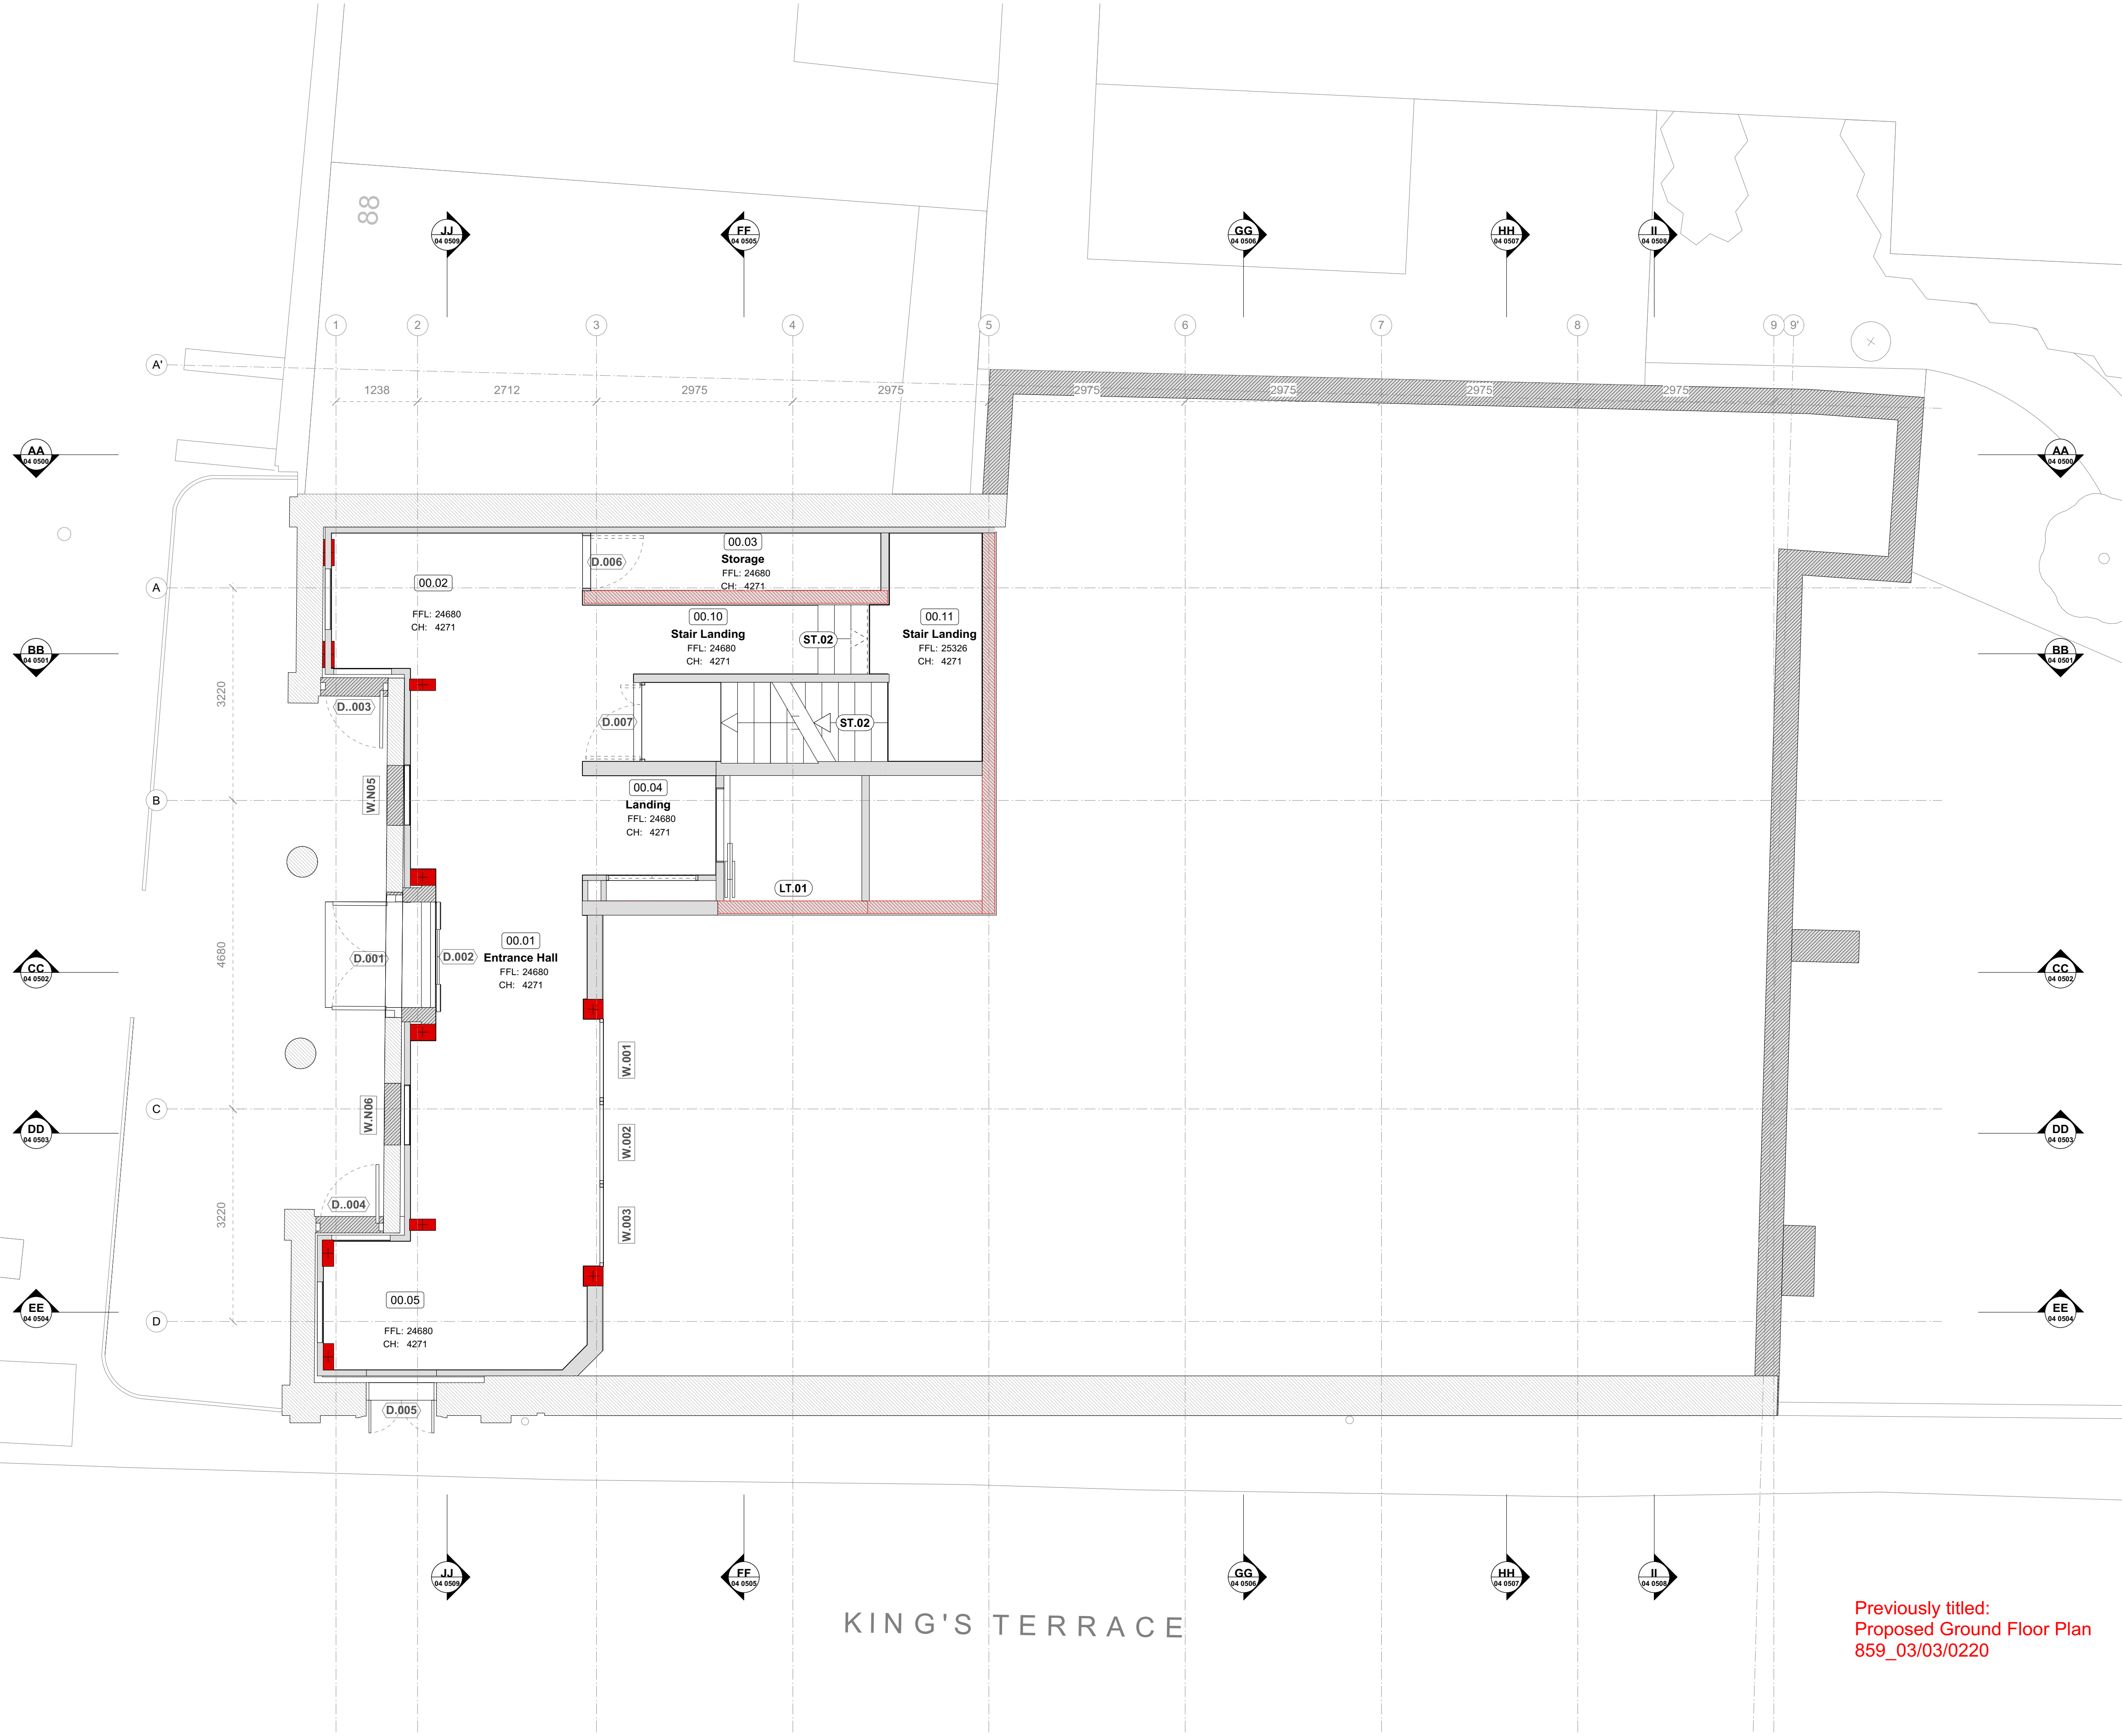 88
JJ
04 0509
FF
04 0505
GG
04 0506
HH
04 0507
II
04 0508
1
2
3
4
5
6
7
8
9
9'
A'
1238
2712
2975
2975
2975
2975
2975
2975
AA
04 0500
AA
04 0500
00.03
Storage
FFL: 24680
CH: 4271
D.006
A
00.02
FFL: 24680
CH: 4271
00.10
Stair Landing
FFL: 24680
CH: 4271
ST.02
00.11
Stair Landing
FFL: 25326
CH: 4271
BB
04 0501
BB
04 0501
3220
D..003
D.007
ST.02
W.N05
B
00.04
Landing
FFL: 24680
CH: 4271
LT.01
00.01
Entrance Hall
FFL: 24680
CH: 4271
D.001
D.002
4680
CC
04 0502
CC
04 0502
W.001
W.N06
C
W.002
DD
04 0503
DD
04 0503
D..004
3220
W.003
00.05
FFL: 24680
CH: 4271
EE
04 0504
EE
04 0504
D
D.005
JJ
04 0509
FF
04 0505
GG
04 0506
HH
04 0507
II
04 0508
KING'S TERRACE
Previously titled:
Proposed Ground Floor Plan
859_03/03/0220